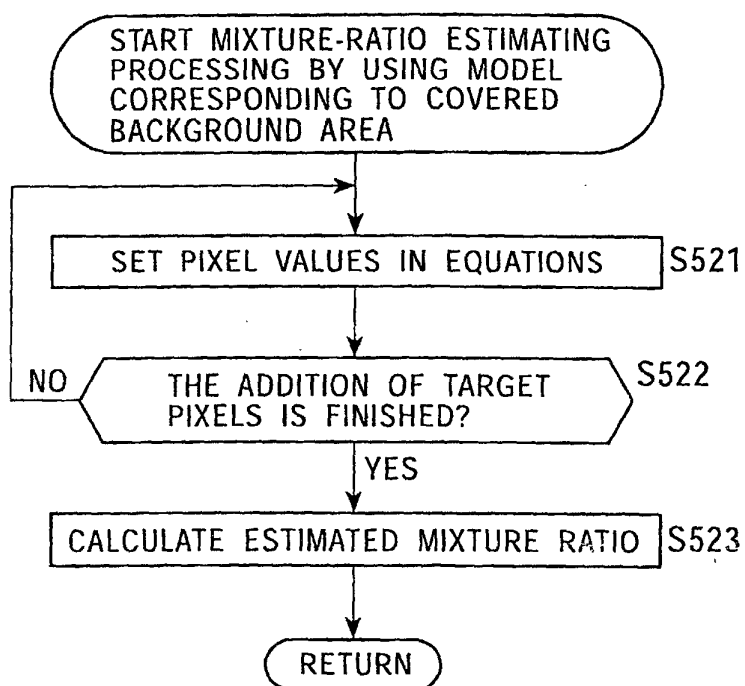 START MIXTURE-RATIO ESTIMATING
PROCESSING BY USING MODEL
CORRESPONDING TO COVERED
BACKGROUND AREA
SET PIXEL VALUES IN EQUATIONS
S521
THE ADDITION OF TARGET
PIXELS IS FINISHED?
S522
NO
YES
CALCULATE ESTIMATED MIXTURE RATIO
S523
RETURN